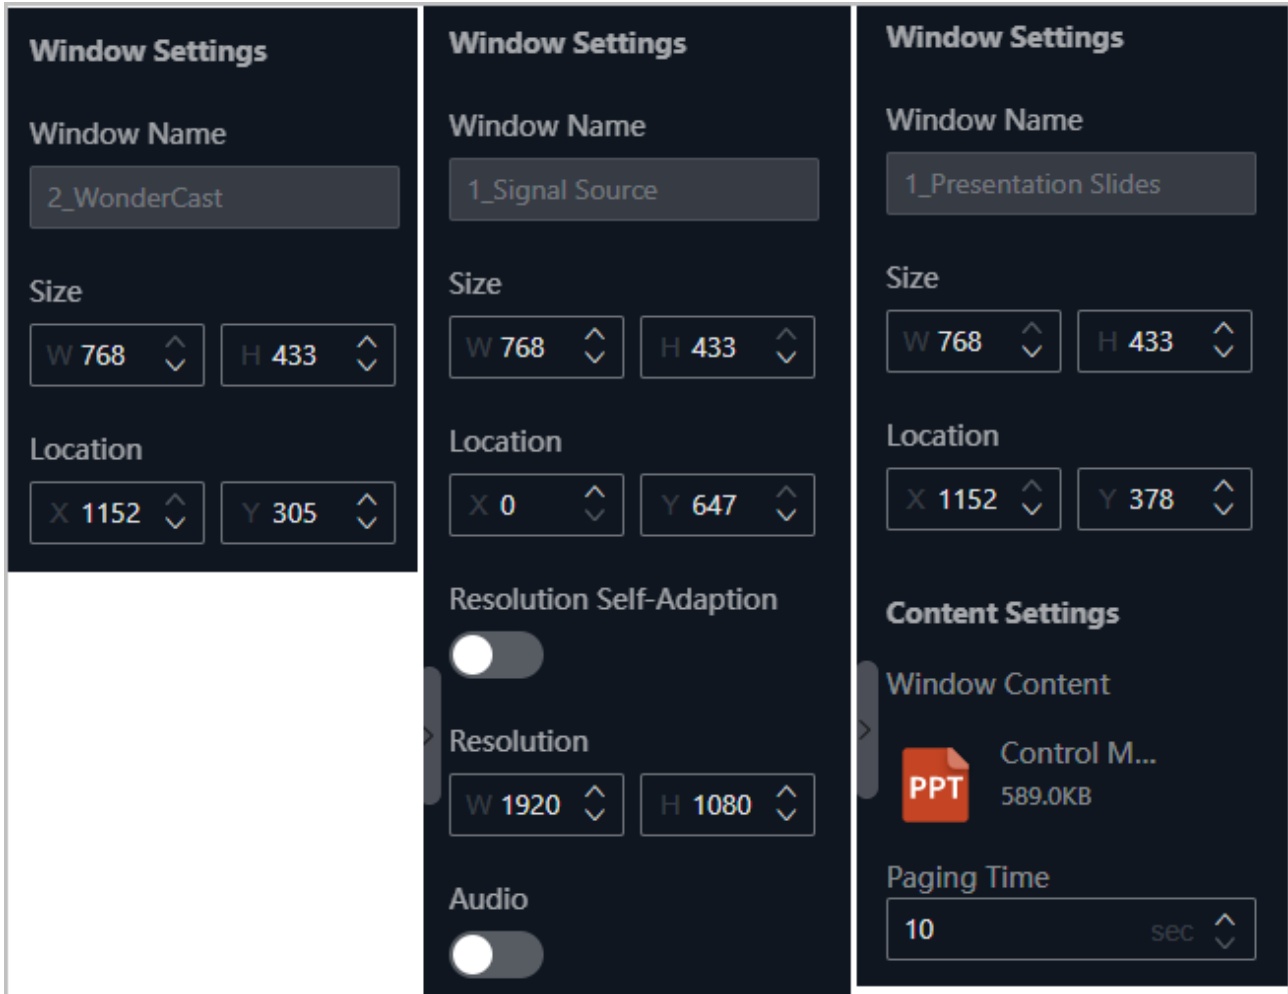 Window Settings
Window Name
2_WonderCast
Size
W 768 H 433
Location
X 1152 Y 305
Window Settings
Window Name
1_Signal Source
Size
W 768 H 433
Location
X 0 Y 647
Resolution Self-Adaption
Resolution
W 1920 H 1080
Audio
Window Settings
Window Name
1_Presentation Slides
Size
W 768 H 433
Location
X 1152 Y 378
Content Settings
Window Content
PPT
Control M...
589.0KB
Paging Time
10 sec